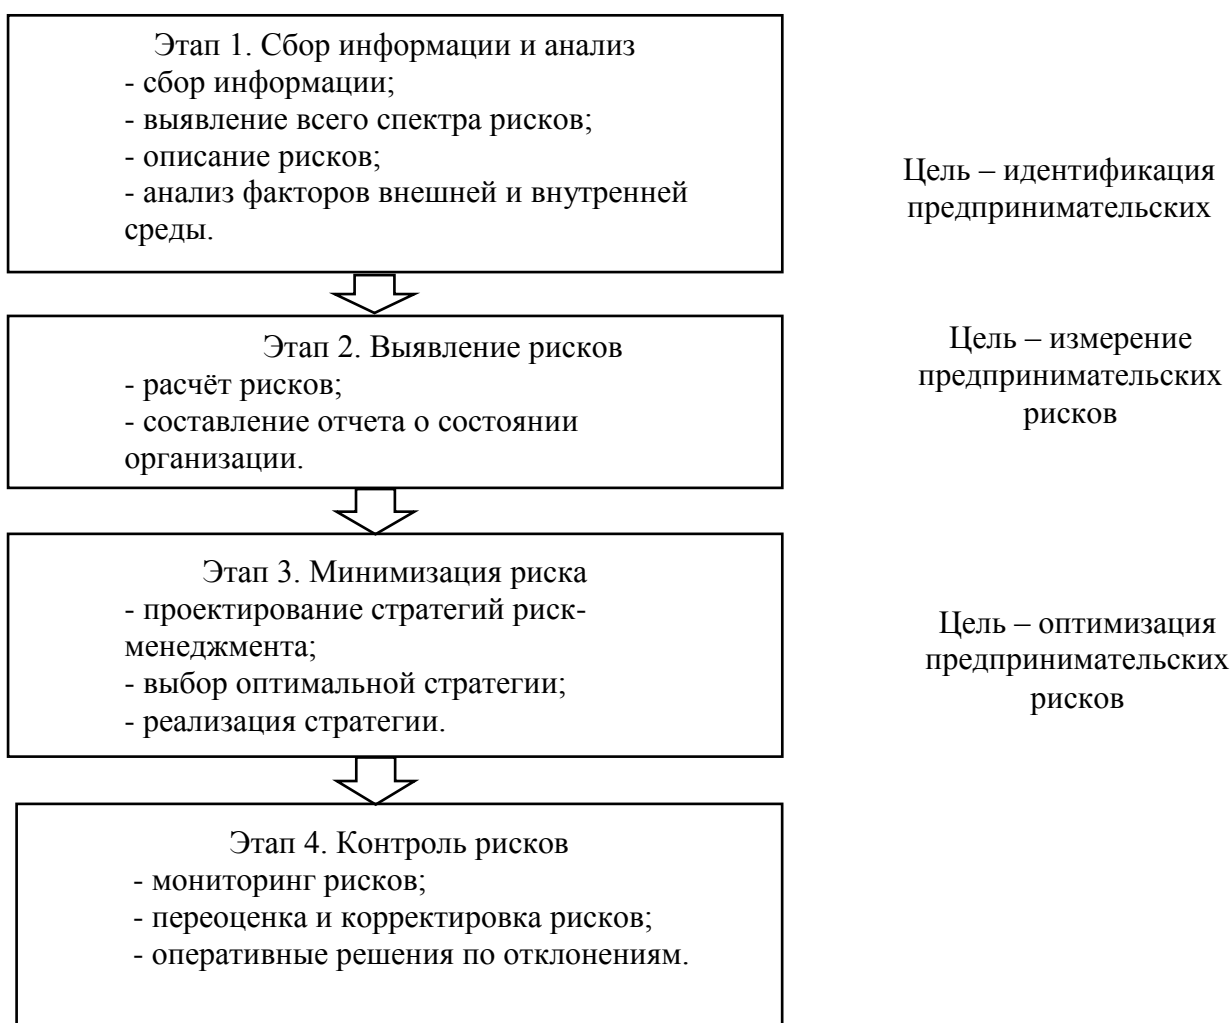 Этап 1. Сбор информации и анализ
- сбор информации;
- выявление всего спектра рисков;
- описание рисков;
- анализ факторов внешней и внутренней
среды.
Цель – идентификация
предпринимательских
Этап 2. Выявление рисков
- расчёт рисков;
- составление отчета о состоянии
организации.
Цель – измерение
предпринимательских
рисков
Этап 3. Минимизация риска
- проектирование стратегий риск-
менеджмента;
- выбор оптимальной стратегии;
- реализация стратегии.
Цель – оптимизация
предпринимательских
рисков
Этап 4. Контроль рисков
- мониторинг рисков;
- переоценка и корректировка рисков;
- оперативные решения по отклонениям.